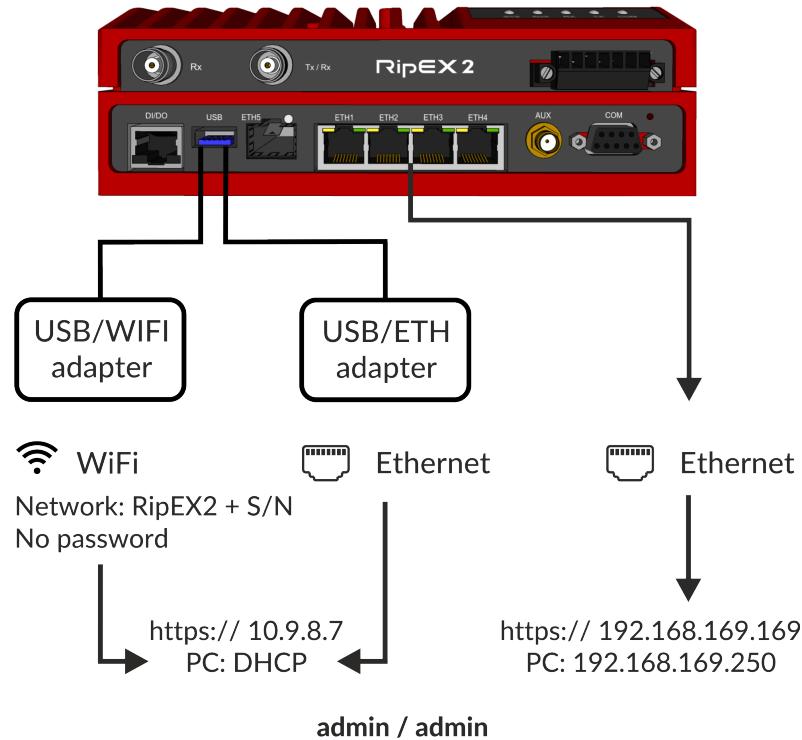 Rx
Tx / Rx
RipEX 2
DI/DO
USB
ETH5
ETH1
ETH2
ETH3
ETH4
AUX
COM
USB/WIFI
adapter
USB/ETH
adapter
WiFi
Network: RipEX2 + S/N
No password
Ethernet
Ethernet
https:// 10.9.8.7
PC: DHCP
https:// 192.168.169.169
PC: 192.168.169.250
admin / admin